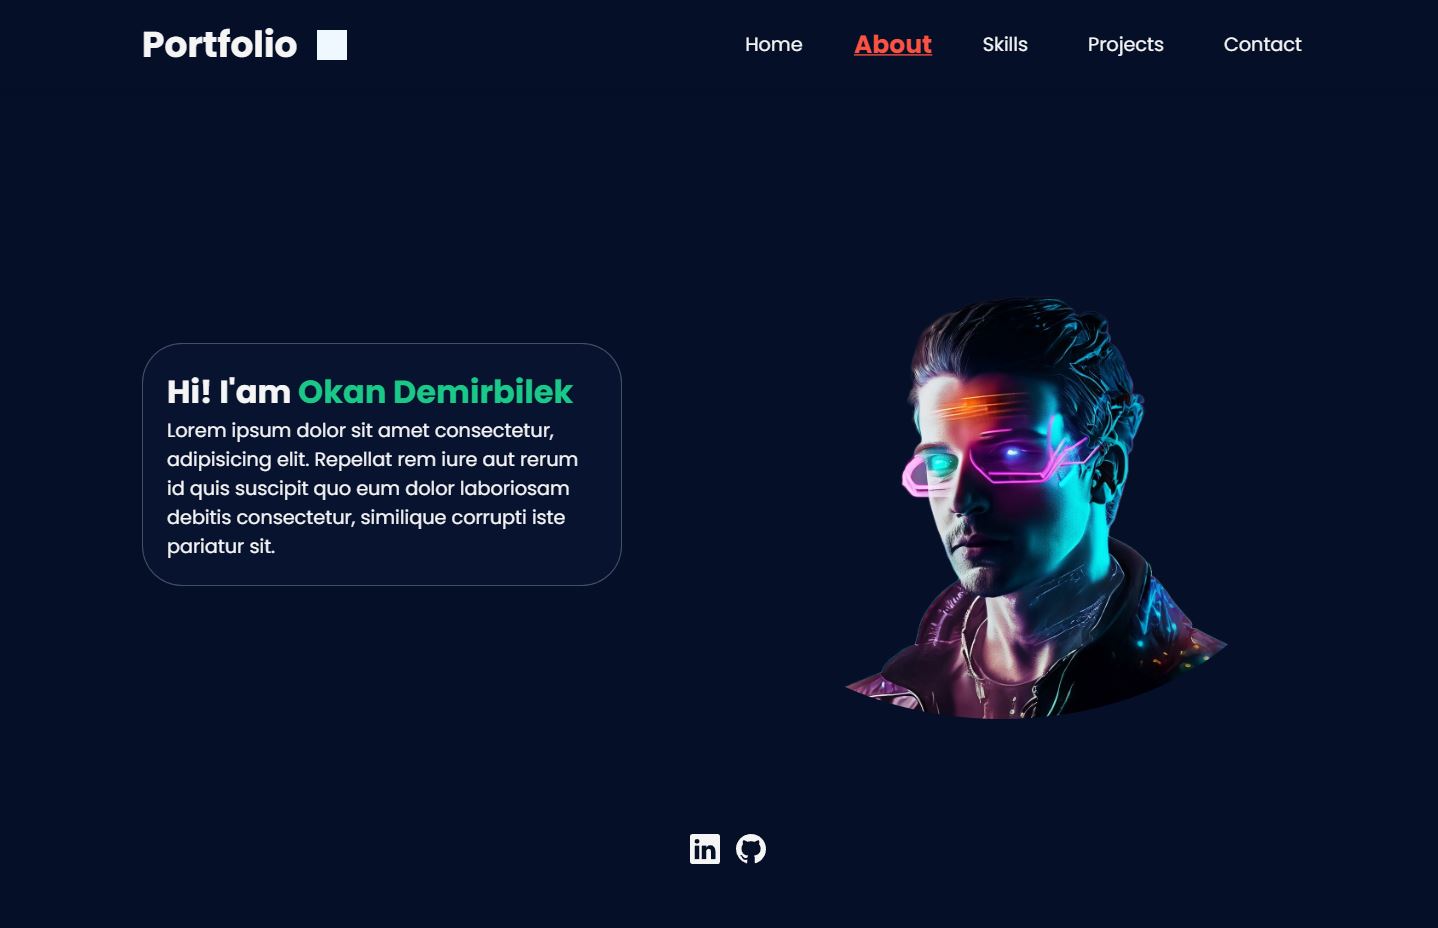 Portfolio
Home About Skills Projects Contact
Hi! I'am Okan Demirbilek
Lorem ipsum dolor sit amet consectetur,
adipisicing elit. Repellat rem iure aut rerum
id quis suscipit quo eum dolor laboriosam
debitis consectetur, similique corrupti iste
pariatur sit.
in